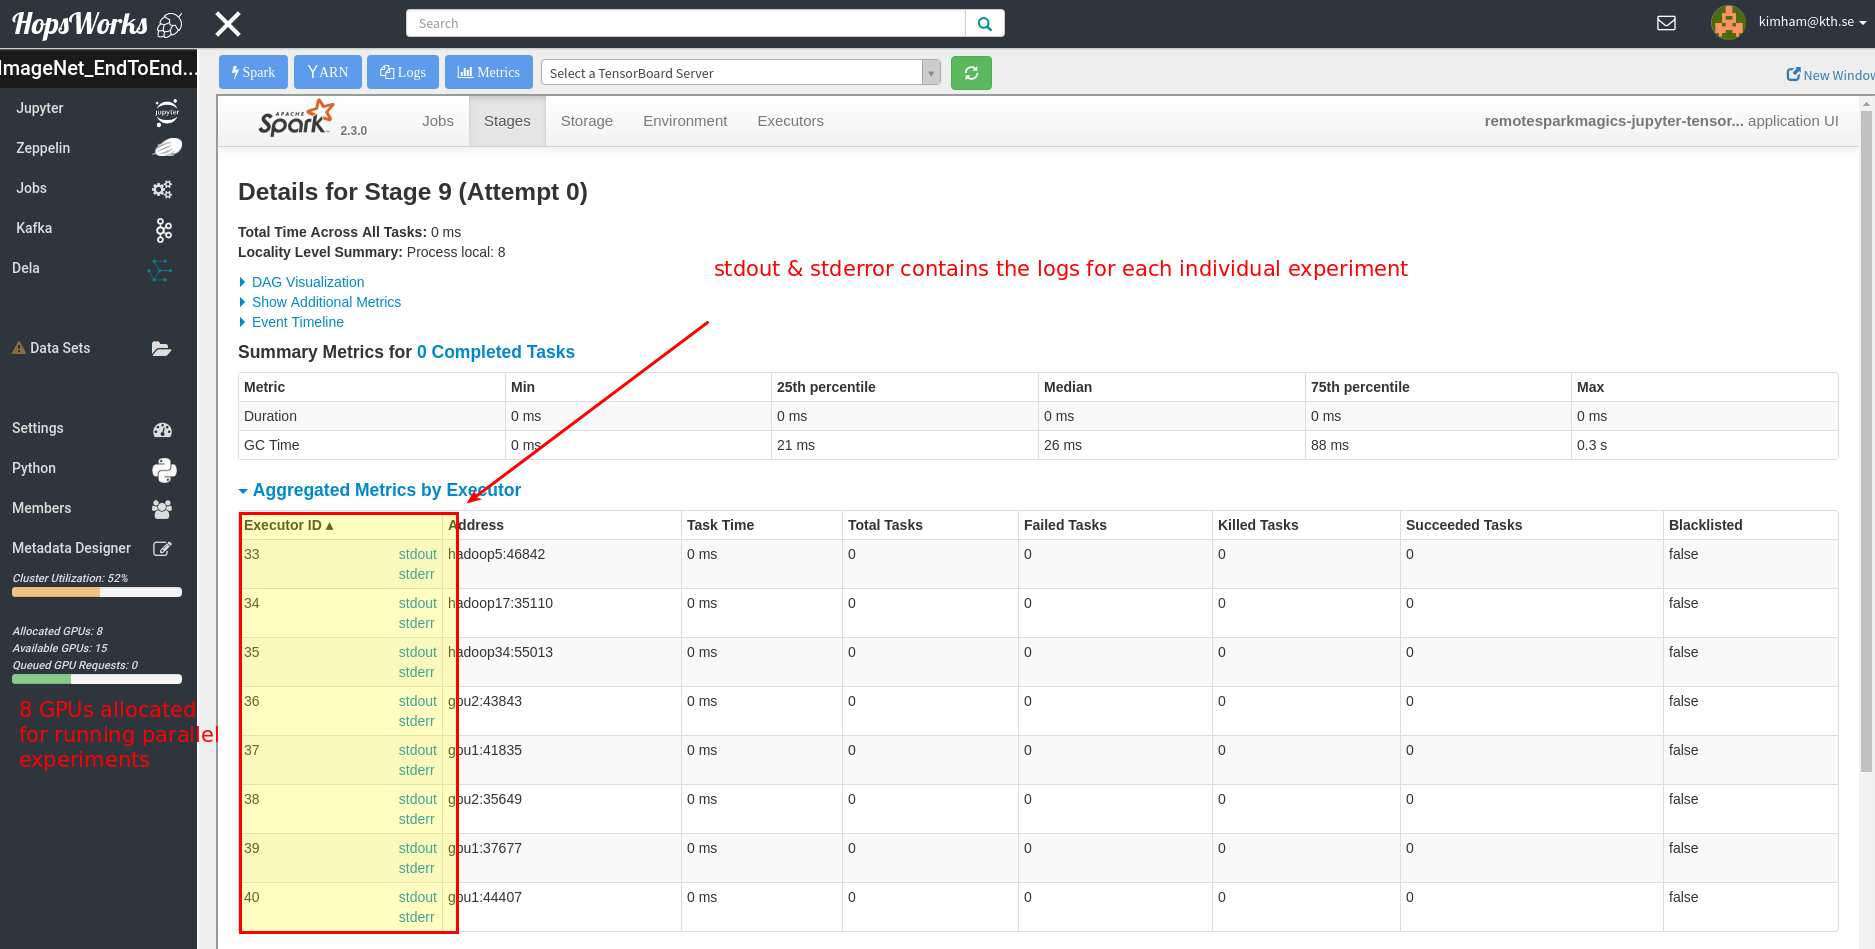 HopsWorks
Search
kimham@kth.se
ImageNet_EndToEnd...
Spark
YARN
Logs
Metrics
Select a TensorBoard Server
New Window
Jupyter
jupyter
Zeppelin
Jobs
Kafka
Dela
Data Sets
Settings
Python
Members
Metadata Designer
Cluster Utilization: 52%
Allocated GPUs: 8
Available GPUs: 15
Queued GPU Requests: 0
8 GPUs allocated
for running parallel
experiments
APACHE
Spark 2.3.0
Jobs
Stages
Storage
Environment
Executors
remotesparkmagics-jupyter-tensor... application UI
Details for Stage 9 (Attempt 0)
Total Time Across All Tasks: 0 ms
Locality Level Summary: Process local: 8
stdout & stderror contains the logs for each individual experiment
DAG Visualization
Show Additional Metrics
Event Timeline
Summary Metrics for 0 Completed Tasks
Metric Min 25th percentile Median 75th percentile Max
Duration 0 ms 0 ms 0 ms 0 ms 0 ms
GC Time 0 ms 21 ms 26 ms 88 ms 0.3 s
Aggregated Metrics by Executor
Executor ID ▴ Address Task Time Total Tasks Failed Tasks Killed Tasks Succeeded Tasks Blacklisted
33 stdout hadoop5:46842 0 ms 0 0 0 0 false
stderr
34 stdout hadoop17:35110 0 ms 0 0 0 0 false
stderr
35 stdout hadoop34:55013 0 ms 0 0 0 0 false
stderr
36 stdout gpu2:43843 0 ms 0 0 0 0 false
stderr
37 stdout gpu1:41835 0 ms 0 0 0 0 false
stderr
38 stdout gpu2:35649 0 ms 0 0 0 0 false
stderr
39 stdout gpu1:37677 0 ms 0 0 0 0 false
stderr
40 stdout gpu1:44407 0 ms 0 0 0 0 false
stderr